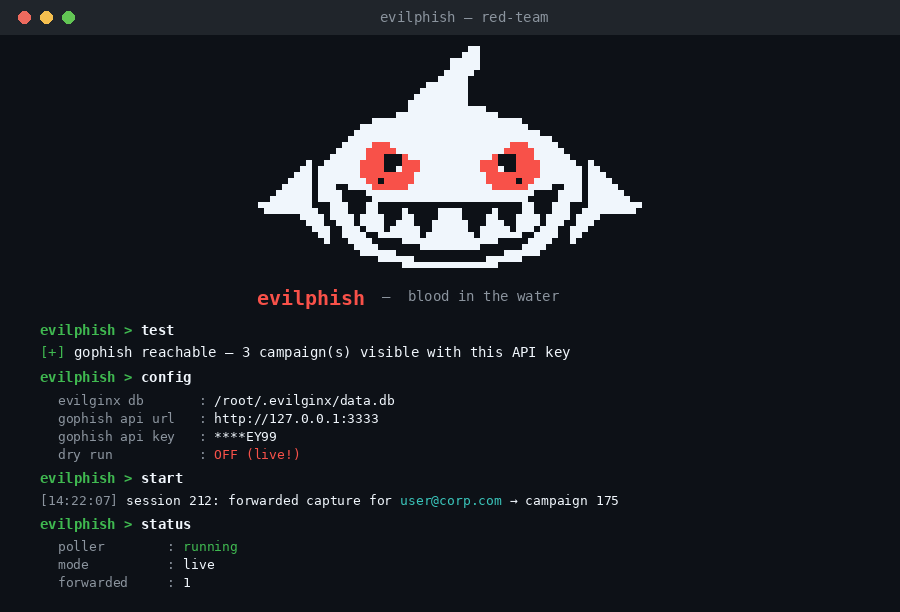 evilphish — red-team
evilphish — blood in the water
evilphish > test
[+] gophish reachable — 3 campaign(s) visible with this API key
evilphish > config
evilginx db : /root/.evilginx/data.db
gophish api url : http://127.0.0.1:3333
gophish api key : ****EY99
dry run : OFF (live!)
evilphish > start
[14:22:07] session 212: forwarded capture for user@corp.com → campaign 175
evilphish > status
poller : running
mode : live
forwarded : 1